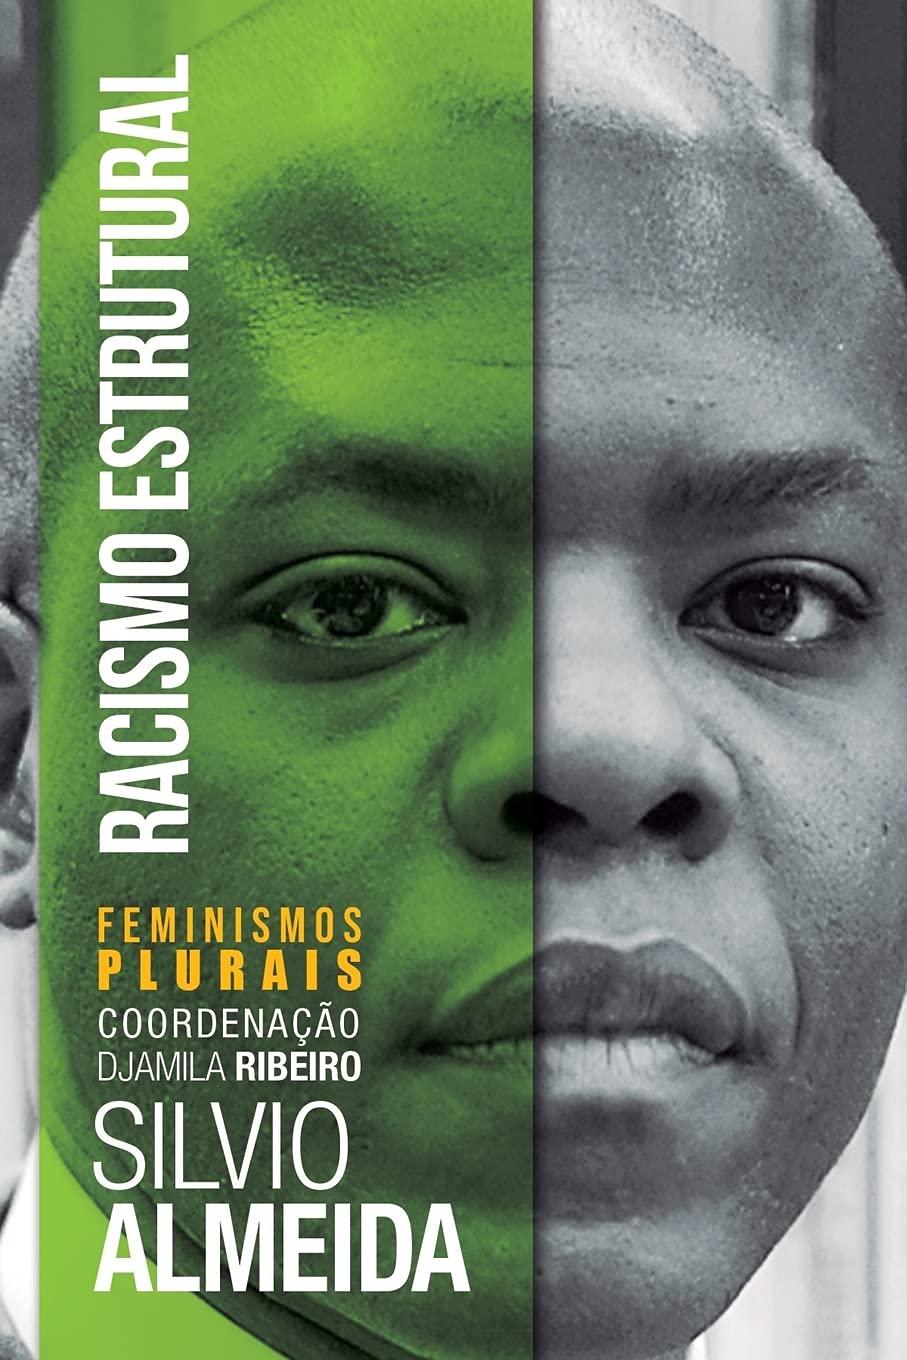 RACISMO ESTRUTURAL
FEMINISMOS
PLURAIS
COORDENAÇÃO
DJAMILA RIBEIRO
SILVIO
ALMEIDA